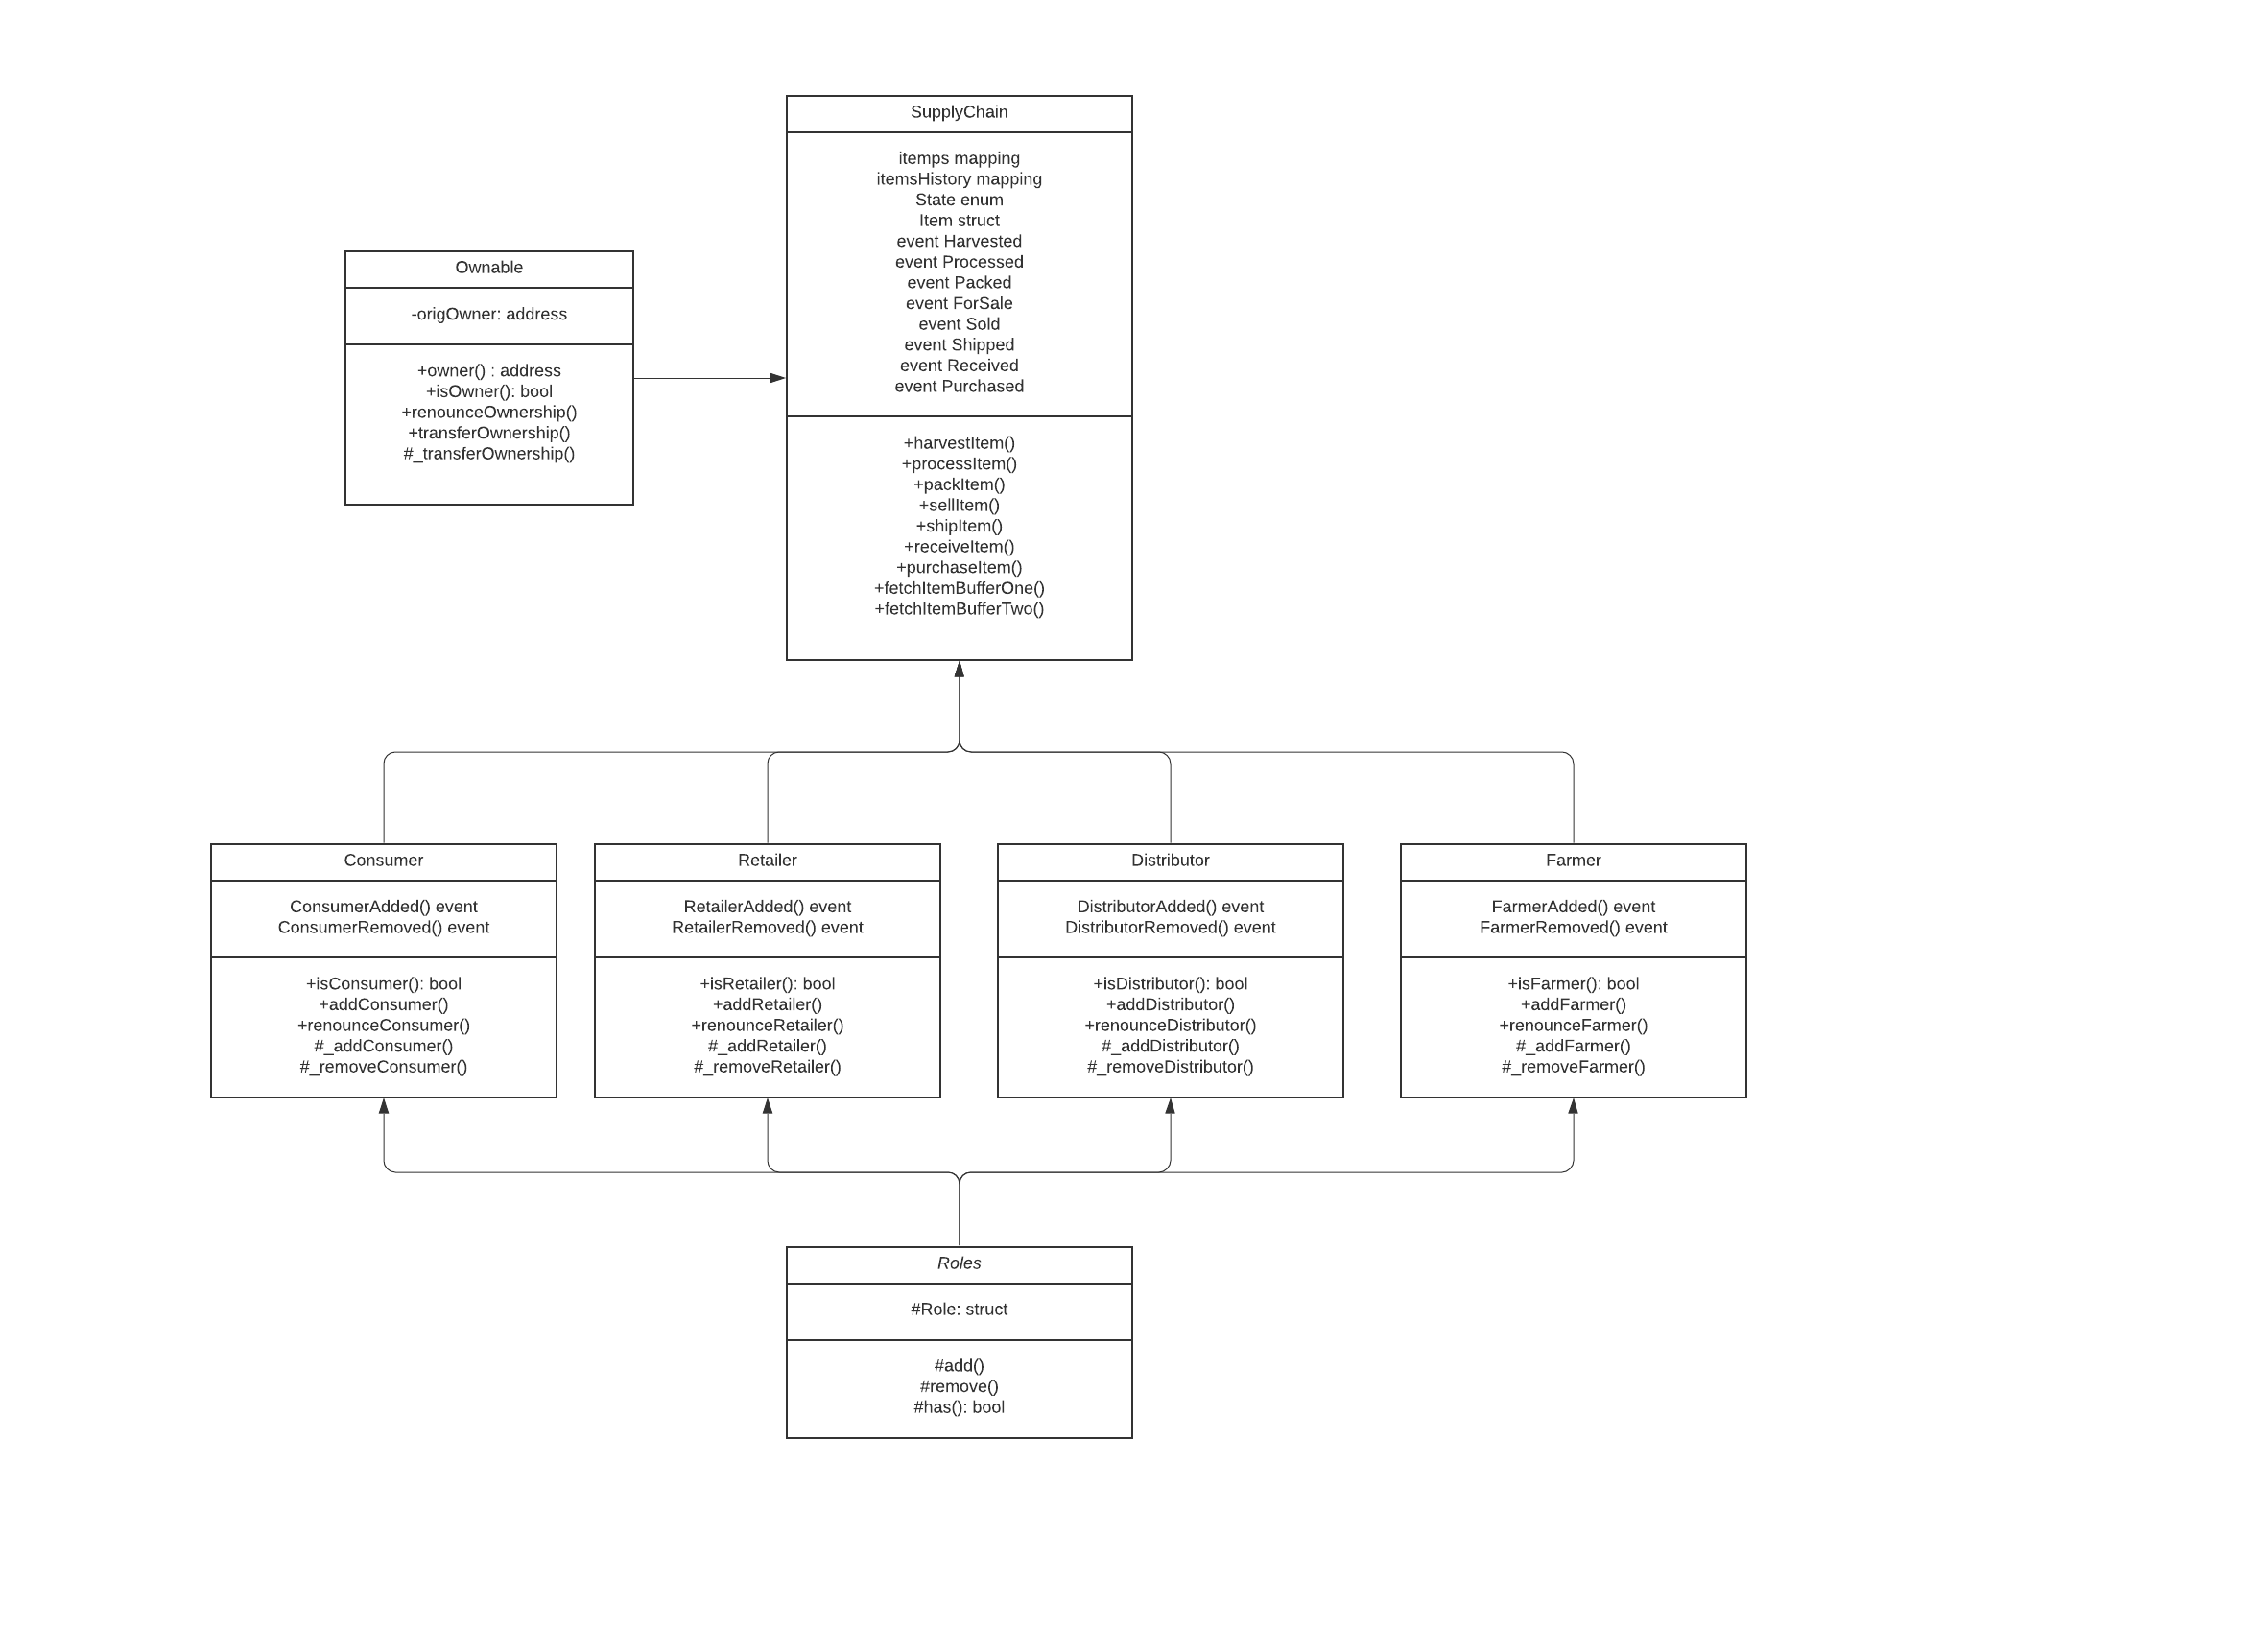 SupplyChain
itemps mapping
itemsHistory mapping
State enum
Item struct
event Harvested
event Processed
event Packed
event ForSale
event Sold
event Shipped
event Received
event Purchased
+harvestItem()
+processItem()
+packItem()
+sellItem()
+shipItem()
+receiveItem()
+purchaseItem()
+fetchItemBufferOne()
+fetchItemBufferTwo()
Ownable
-origOwner: address
+owner() : address
+isOwner(): bool
+renounceOwnership()
+transferOwnership()
#_transferOwnership()
Consumer
ConsumerAdded() event
ConsumerRemoved() event
+isConsumer(): bool
+addConsumer()
+renounceConsumer()
#_addConsumer()
#_removeConsumer()
Retailer
RetailerAdded() event
RetailerRemoved() event
+isRetailer(): bool
+addRetailer()
+renounceRetailer()
#_addRetailer()
#_removeRetailer()
Distributor
DistributorAdded() event
DistributorRemoved() event
+isDistributor(): bool
+addDistributor()
+renounceDistributor()
#_addDistributor()
#_removeDistributor()
Farmer
FarmerAdded() event
FarmerRemoved() event
+isFarmer(): bool
+addFarmer()
+renounceFarmer()
#_addFarmer()
#_removeFarmer()
Roles
#Role: struct
#add()
#remove()
#has(): bool